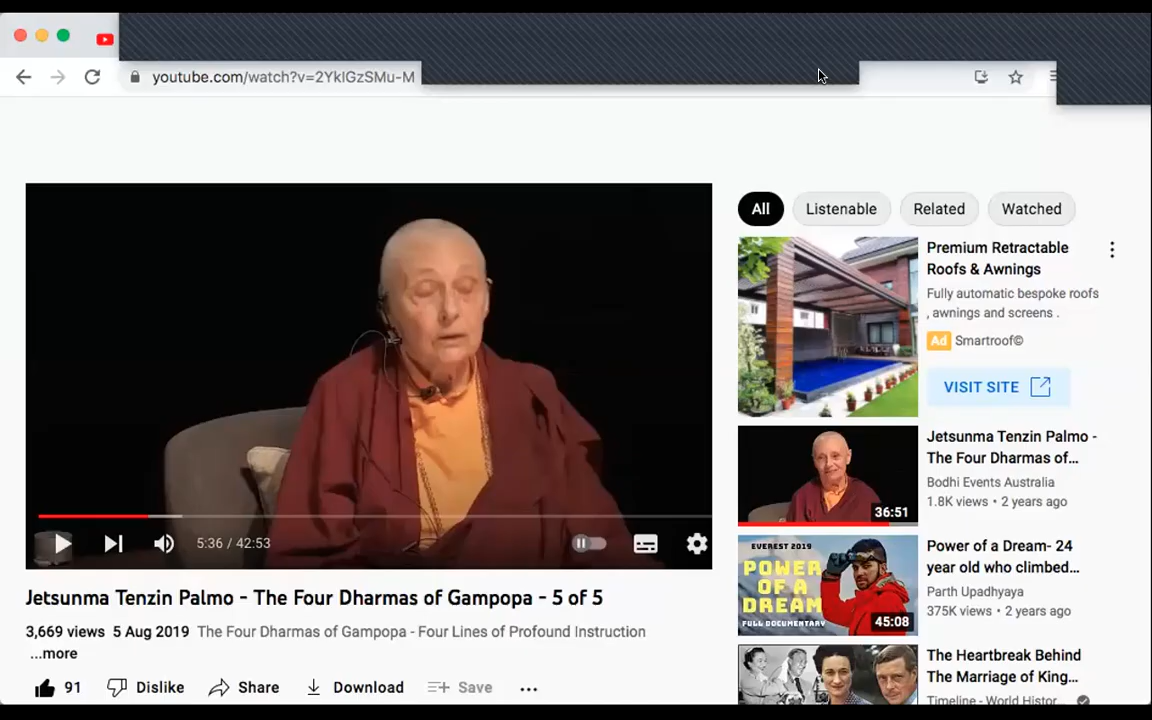 youtube.com/watch?v=2YklGzSMu-M
All
Listenable
Related
Watched
Premium Retractable
Roofs & Awnings
Fully automatic bespoke roofs
, awnings and screens .
Ad Smartroof©
VISIT SITE
Jetsunma Tenzin Palmo -
The Four Dharmas of...
Bodhi Events Australia
1.8K views • 2 years ago
36:51
EVEREST 2019
POWER
OF A
DREAM
FULL DOCUMENTARY
45:08
Power of a Dream- 24
year old who climbed...
Parth Upadhyaya
375K views • 2 years ago
The Heartbreak Behind
The Marriage of King...
Timeline - World Histor...
5:36 / 42:53
Jetsunma Tenzin Palmo - The Four Dharmas of Gampopa - 5 of 5
3,669 views 5 Aug 2019 The Four Dharmas of Gampopa - Four Lines of Profound Instruction
...more
91
Dislike
Share
Download
Save